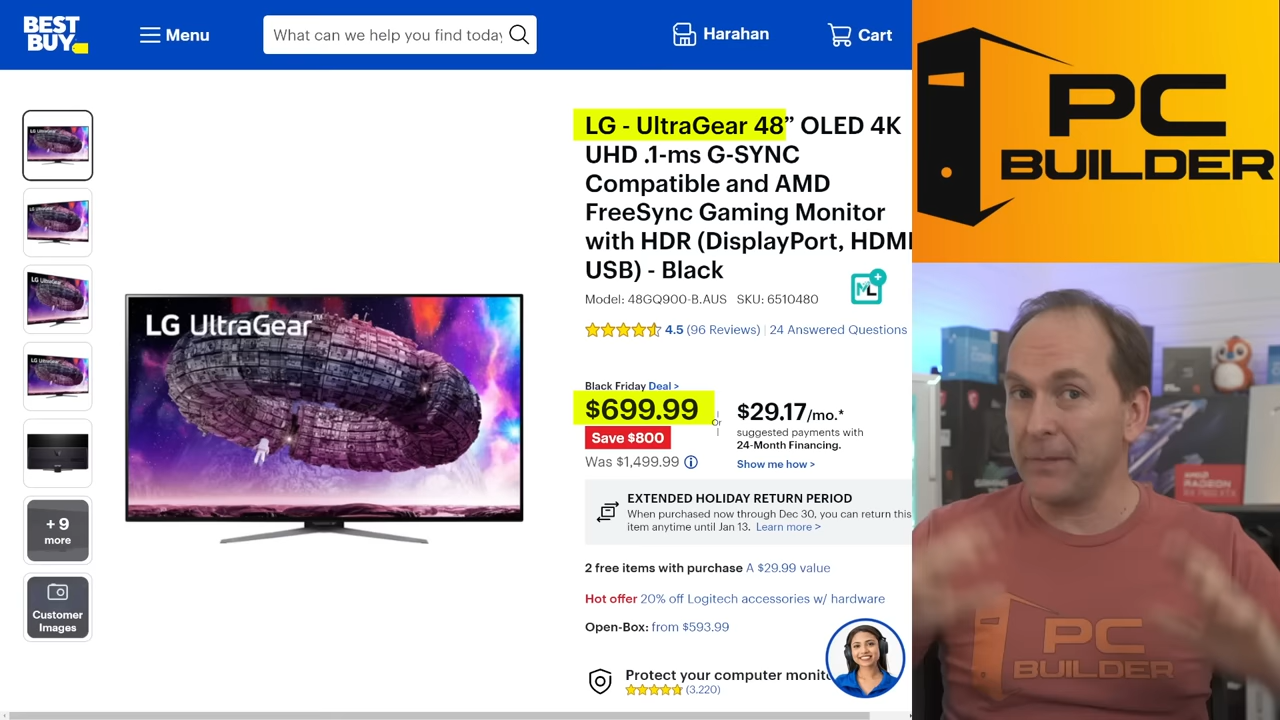 BEST
BUY
Menu
What can we help you find today
Harahan
Cart
LG UltraGear™
+ 9
more
Customer
Images
LG - UltraGear 48” OLED 4K
UHD .1-ms G-SYNC
Compatible and AMD
FreeSync Gaming Monitor
with HDR (DisplayPort, HDMI
USB) - Black
Model: 48GQ900-B.AUS SKU: 6510480
ML
4.5 (96 Reviews) | 24 Answered Questions
Black Friday Deal >
$699.99
Save $800
Was $1,499.99
Or
$29.17/mo.*
suggested payments with
24-Month Financing.
Show me how >
EXTENDED HOLIDAY RETURN PERIOD
When purchased now through Dec 30, you can return this
item anytime until Jan 13. Learn more >
2 free items with purchase A $29.99 value
Hot offer 20% off Logitech accessories w/ hardware
Open-Box: from $593.99
Protect your computer monito
(3,220)
PC
BUILDER
AMD
RADEON
PC
BUILDER